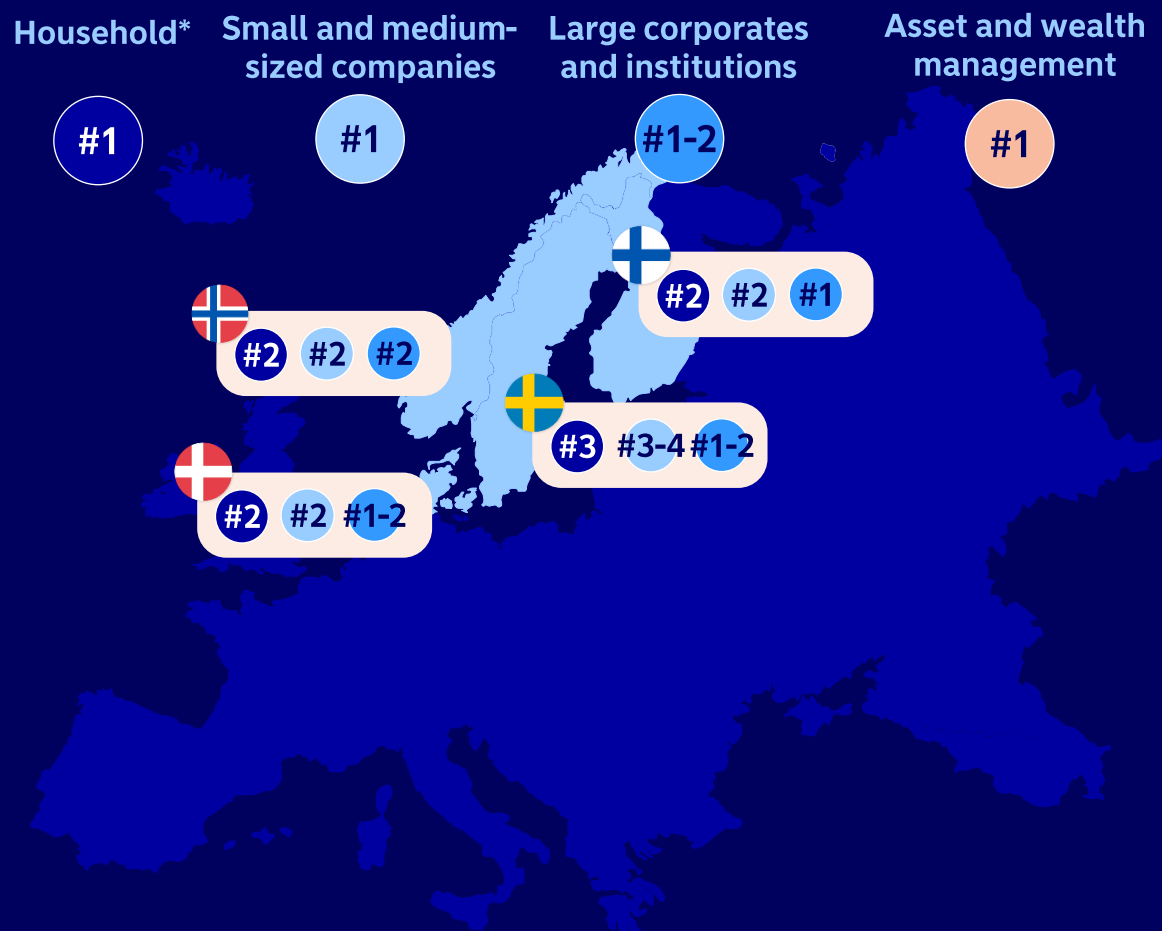 Household*
Small and medium-
sized companies
Large corporates
and institutions
Asset and wealth
management
#1
#1
#1-2
#1
#2 #2 #1
#2 #2 #2
#3 #3-4 #1-2
#2 #2 #1-2